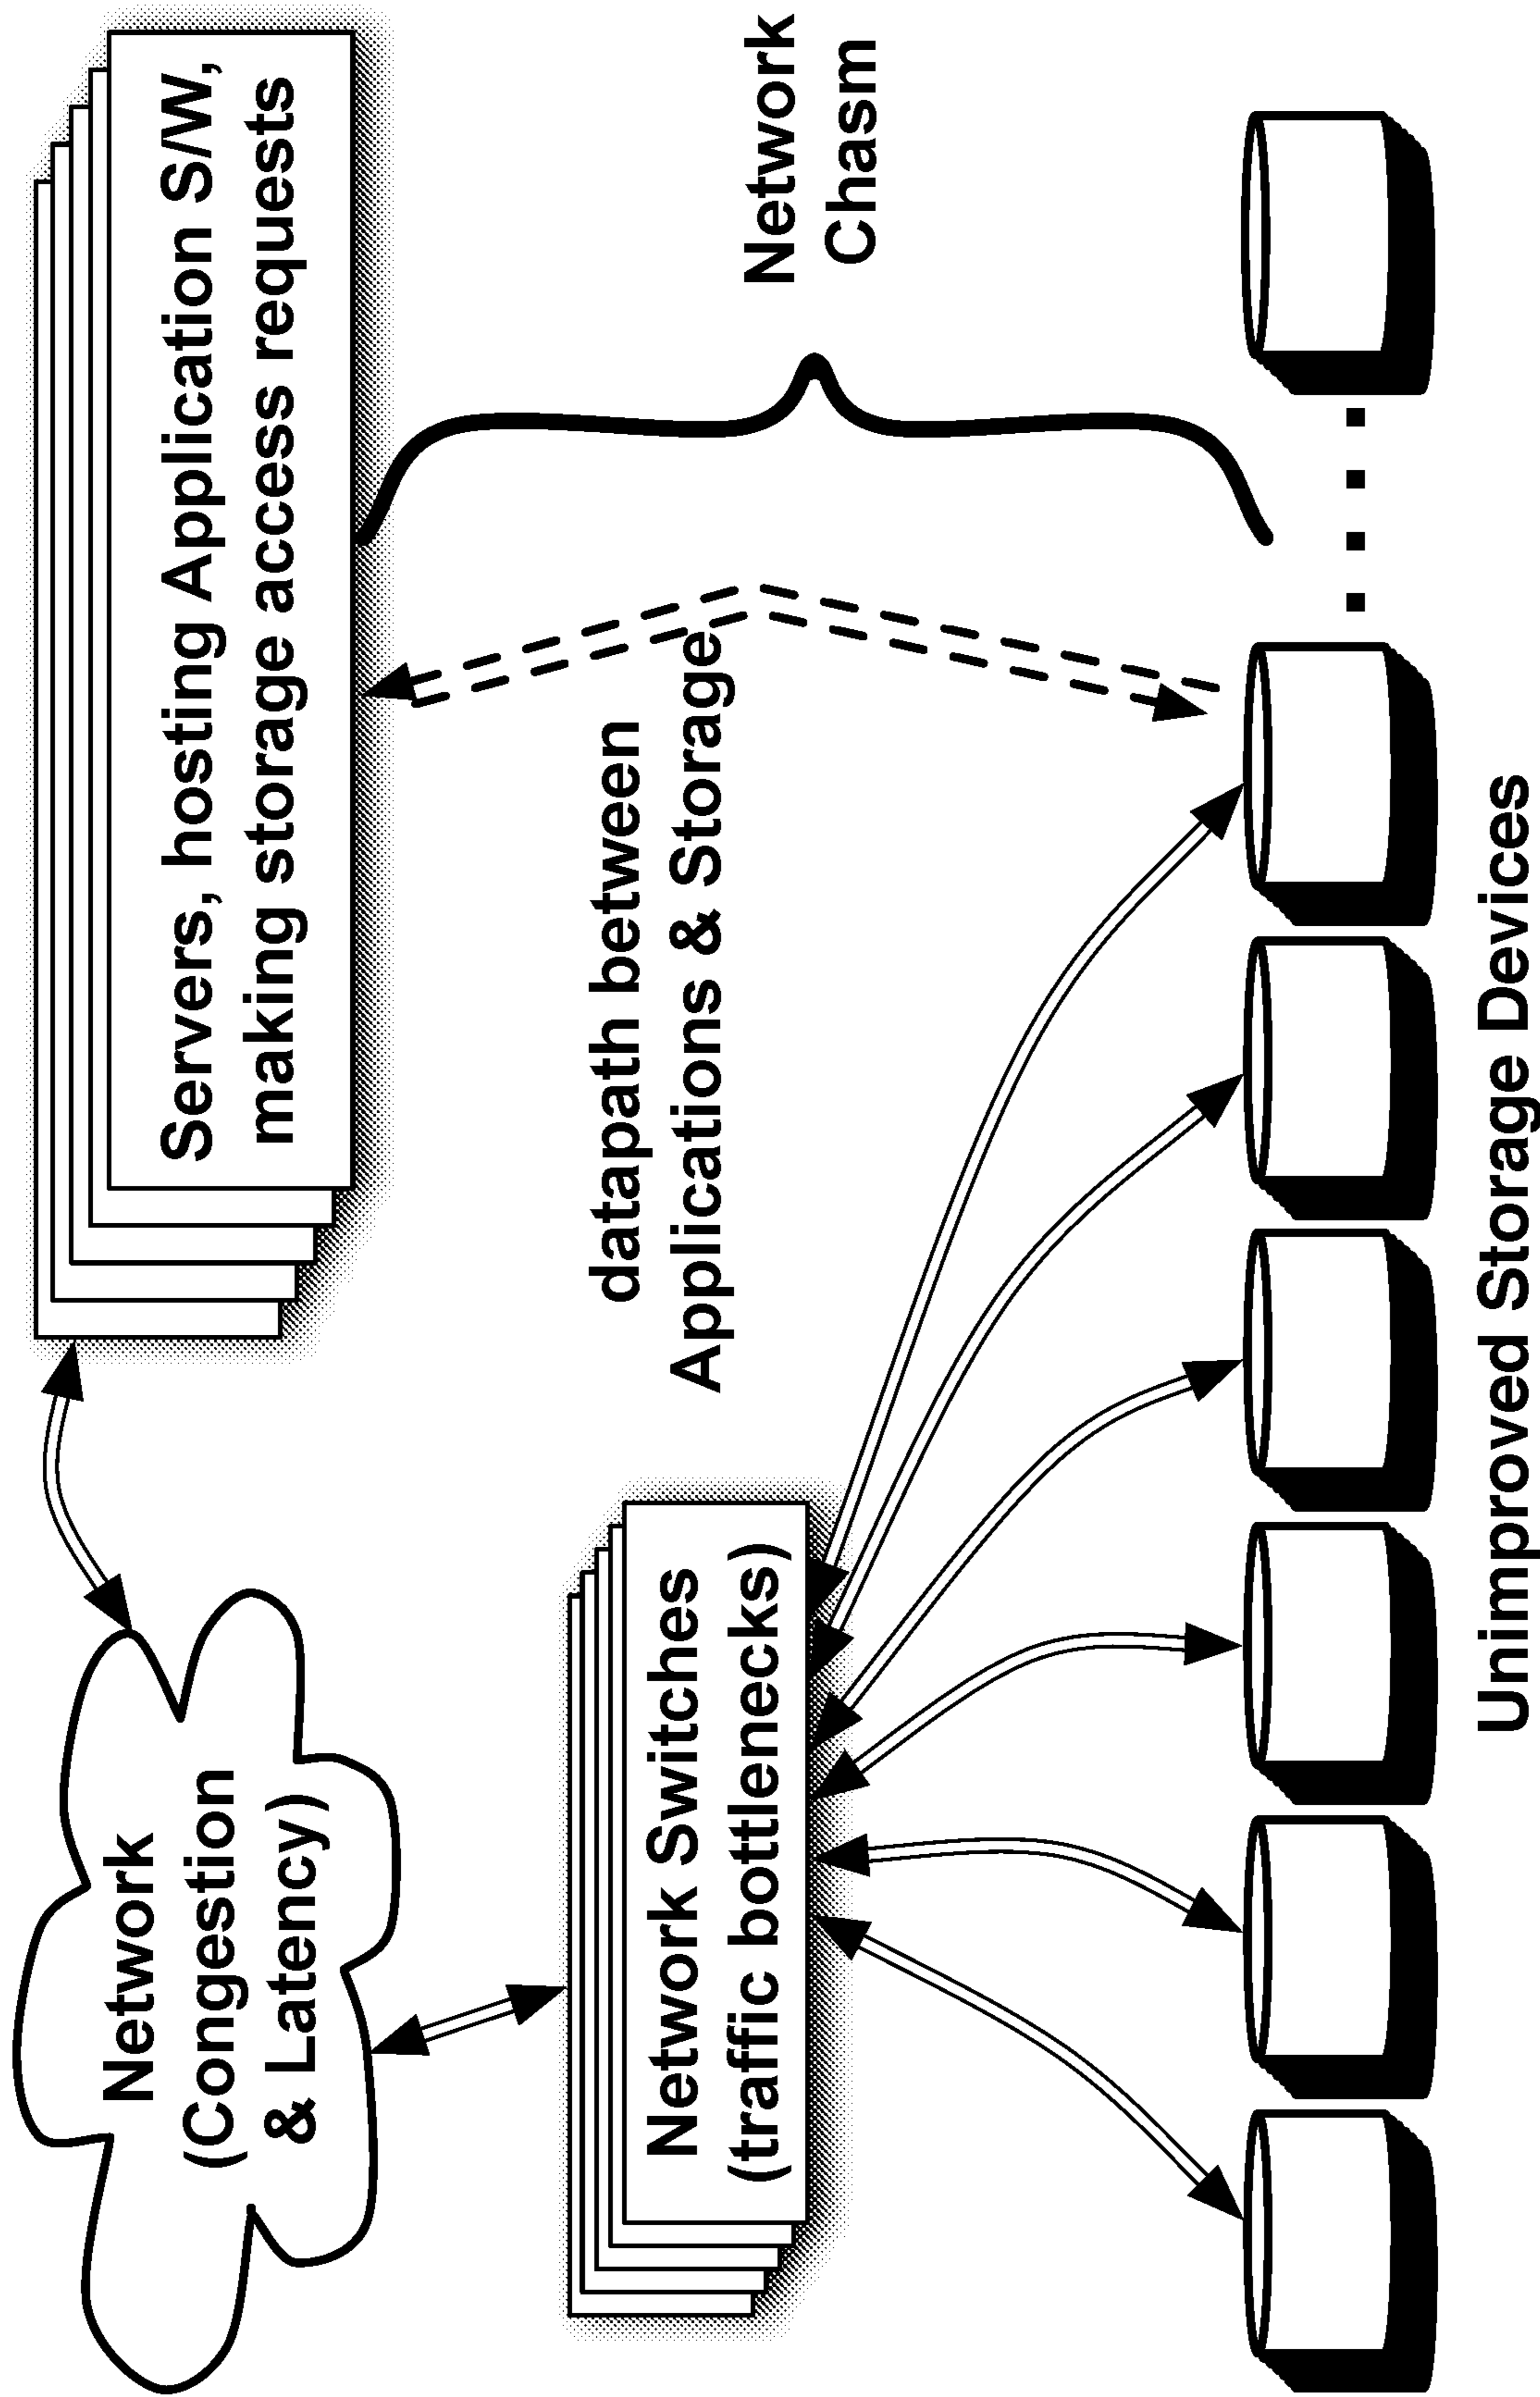 Network
(Congestion
& Latency)
Servers, hosting Application S/W,
making storage access requests
Network Switches
(traffic bottlenecks)
datapath between
Applications & Storage
Network
Chasm
Unimproved Storage Devices